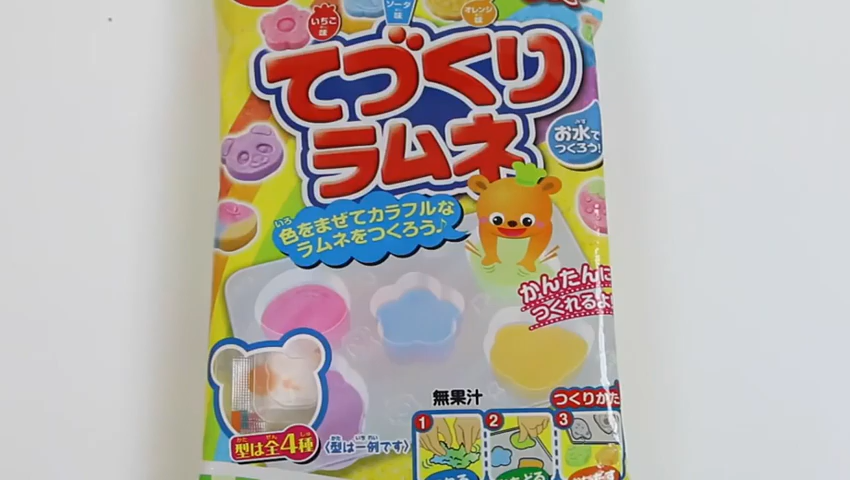 いちご味
ソーダ味
オレンジ味
てづくり
ラムネ
お水で
つくろう!
色をまぜてカラフルな
ラムネをつくろう♪
かんたんに
つくれるよ
無果汁
つくりかた
1 2 3
型は全4種
〈型は一例です〉